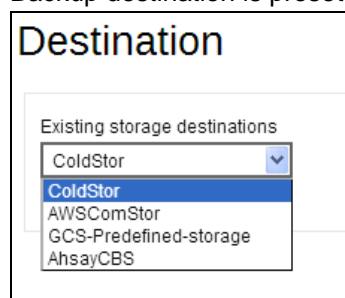 Backup destination is preset
Destination
Existing storage destinations
ColdStor
ColdStor
AWSComStor
GCS-Predefined-storage
AhsayCBS